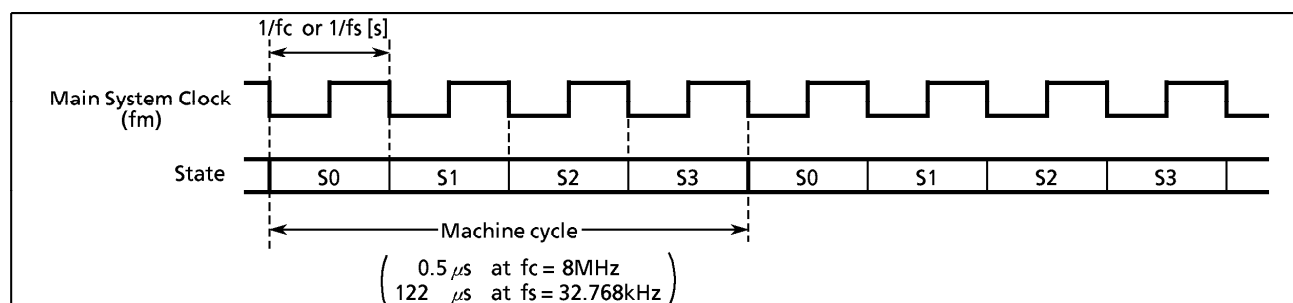 1/fc or 1/fs [s]
Main System Clock
(fm)
State
S0 S1 S2 S3 S0 S1 S2 S3
Machine cycle
0.5 μs at fc = 8MHz
122 μs at fs = 32.768kHz